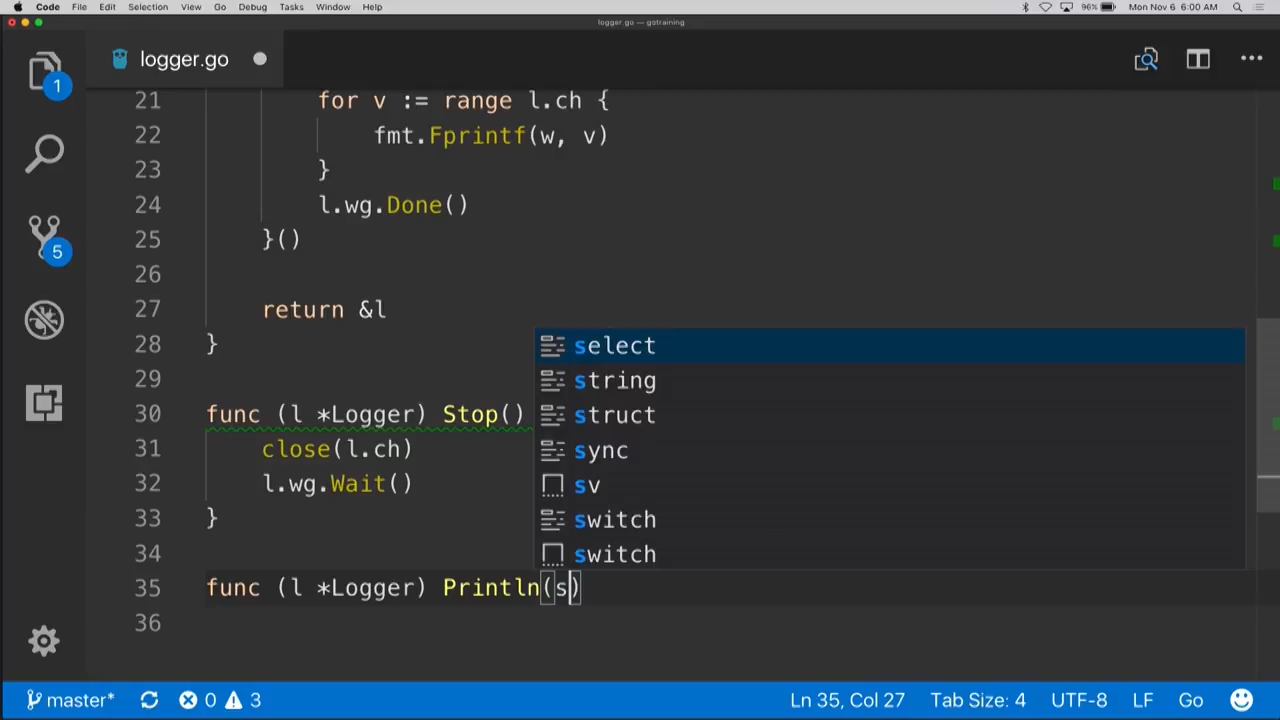 Code File Edit Selection View Go Debug Tasks Window Help 96% Mon Nov 6 6:00 AM
logger.go — gotraining
logger.go
1
5
21 for v := range l.ch {
22 fmt.Fprintf(w, v)
23 }
24 l.wg.Done()
25 }()
26
27 return &l
28 }
29
30 func (l *Logger) Stop()
31 close(l.ch)
32 l.wg.Wait()
33 }
34
35 func (l *Logger) Println(s)
36
select
string
struct
sync
sv
switch
switch
master* 0 3 Ln 35, Col 27 Tab Size: 4 UTF-8 LF Go